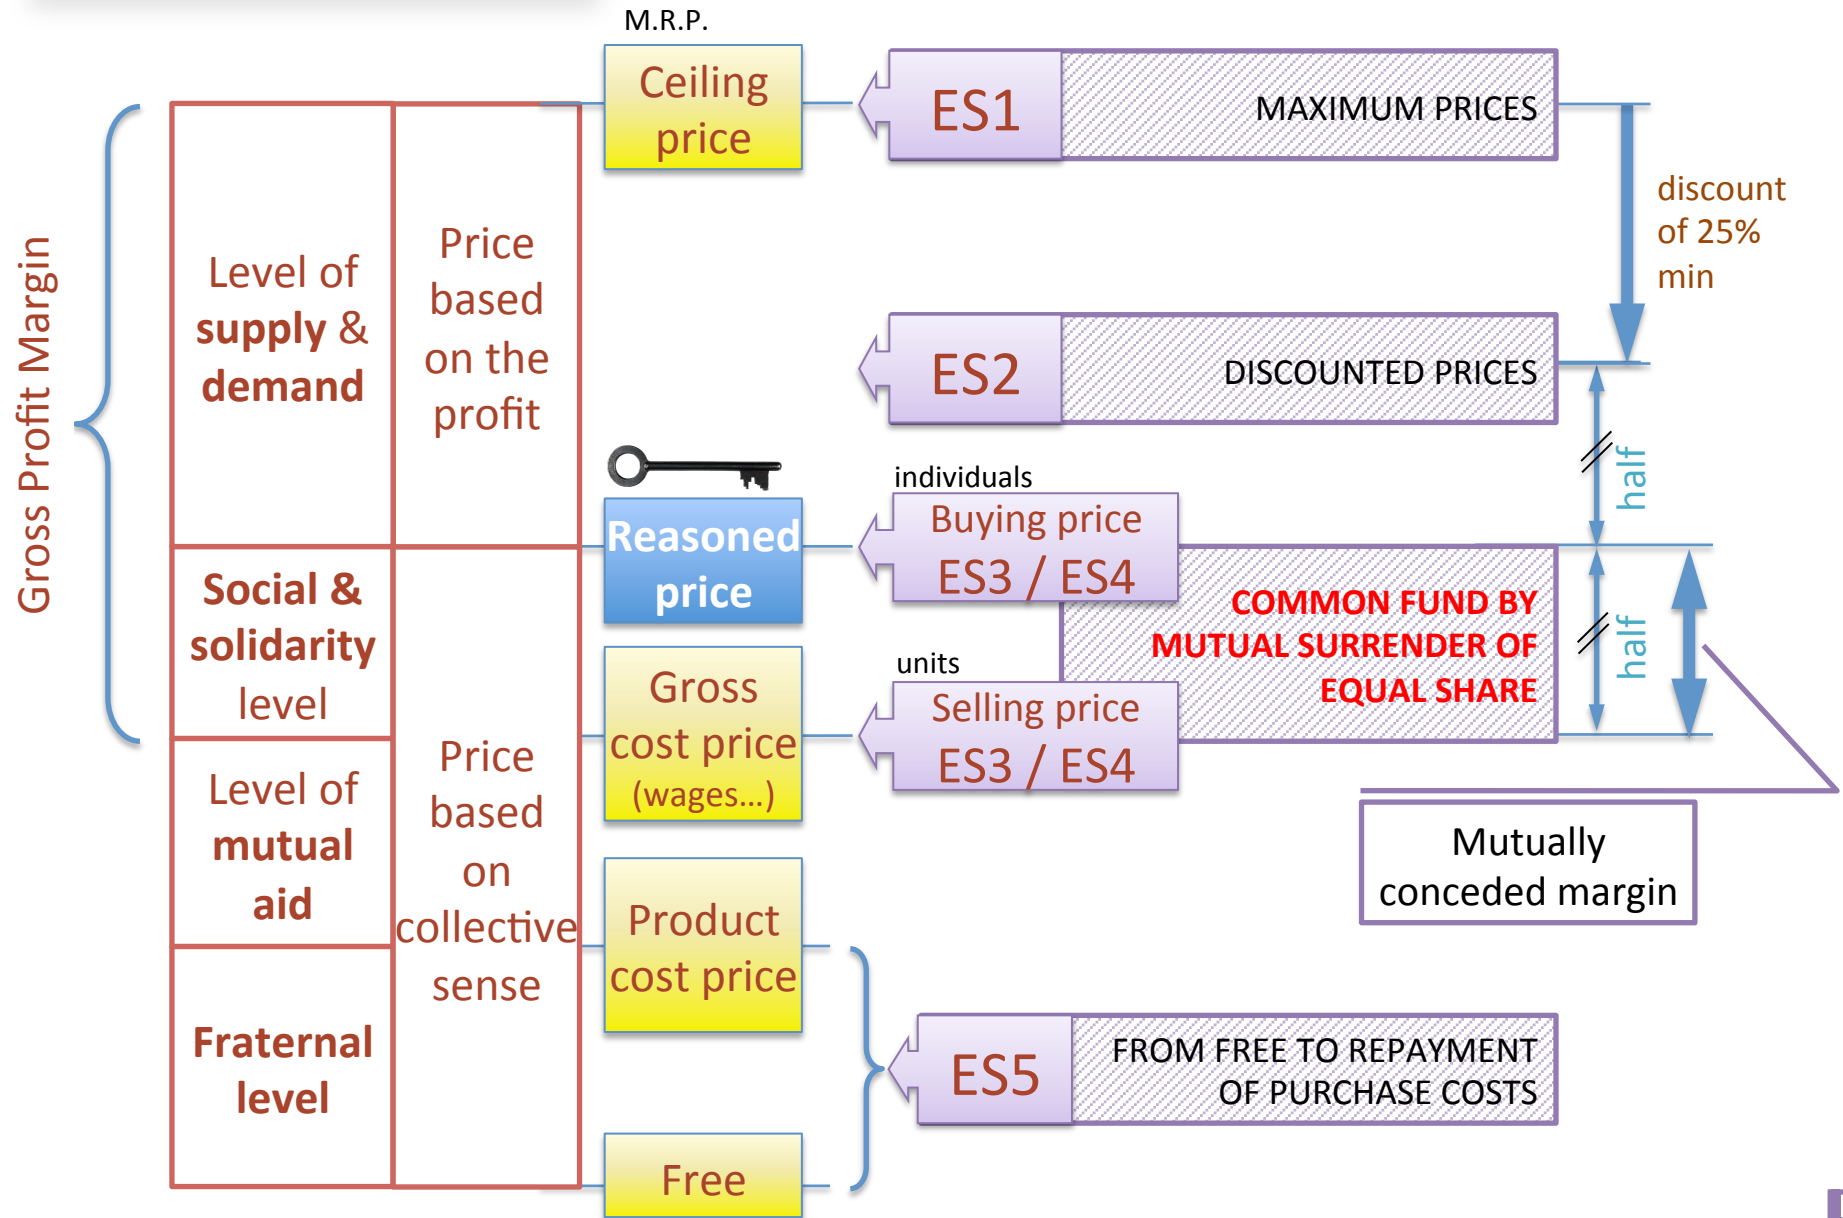 M.R.P.
Ceiling
price
ES1
MAXIMUM PRICES
discount
of 25%
min
Gross Profit Margin
Level of
supply &
demand
Price
based
on the
profit
ES2
DISCOUNTED PRICES
half
Reasoned
price
individuals
Buying price
ES3 / ES4
Social &
solidarity
level
COMMON FUND BY
MUTUAL SURRENDER OF
EQUAL SHARE
half
Gross
cost price
(wages...)
units
Selling price
ES3 / ES4
Level of
mutual
aid
Price
based
on
collective
sense
Mutually
conceded margin
Product
cost price
Fraternal
level
ES5
FROM FREE TO REPAYMENT
OF PURCHASE COSTS
Free